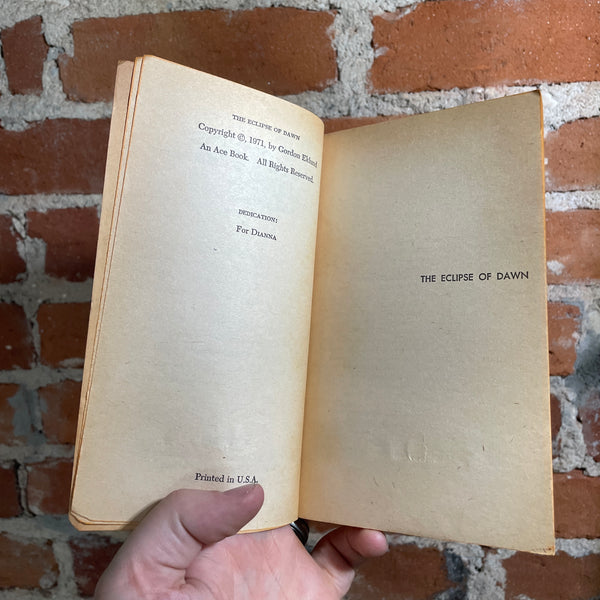 THE ECLIPSE OF DAWN
Copyright ©, 1971, by Gordon Eklund
An Ace Book. All Rights Reserved.
DEDICATION:
For DIANNA
Printed in U.S.A.
THE ECLIPSE OF DAWN